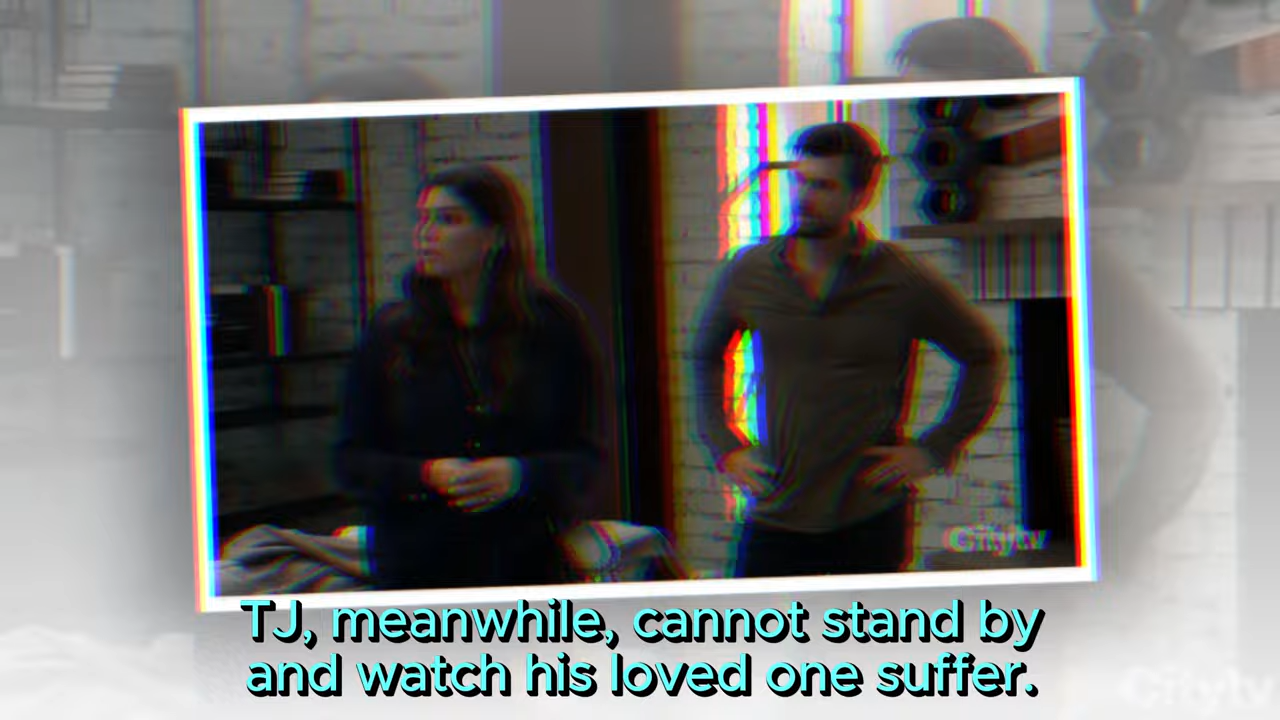 Citytv
TJ, meanwhile, cannot stand by
and watch his loved one suffer.
Citytv